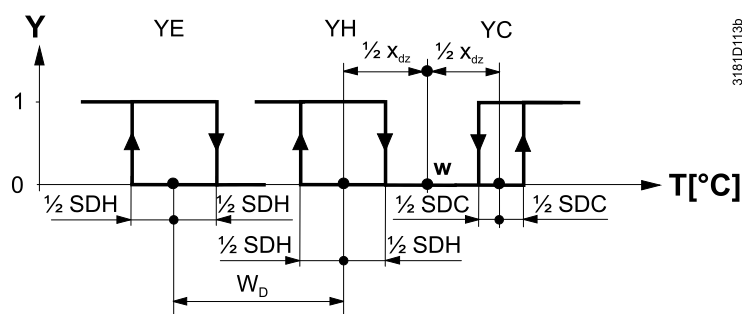 Y YE YH YC
½ xdz ½ xdz
1
w
0
T[°C]
½ SDH ½ SDH ½ SDC ½ SDC
½ SDH ½ SDH
WD
3181D113b